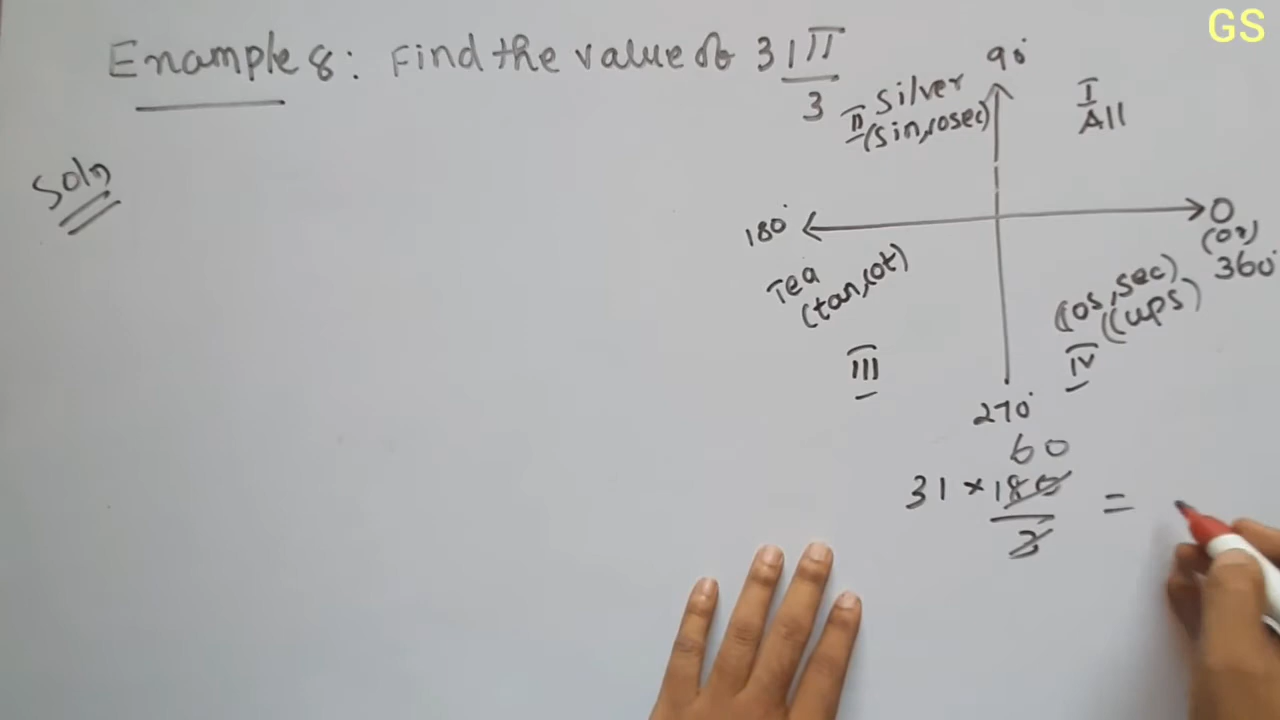 GS
Enample 8: Find the value of 31π/3
Soln
90°
I
All
Silver
II
(sin, cosec)
180°
0
(or)
360°
Tea
(tan, cot)
III
(cos, sec)
(Cups)
IV
270°
60
31 × 180 =
3